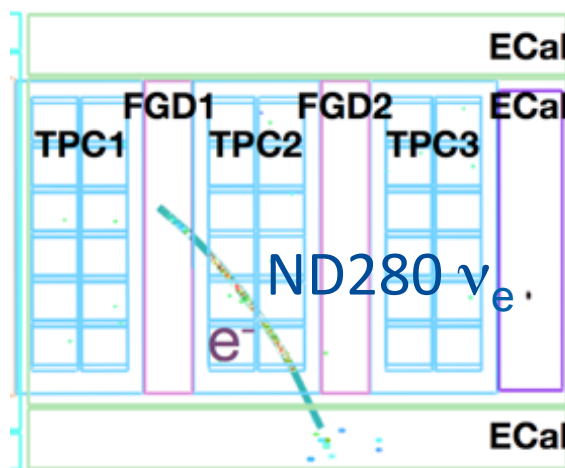 ECal
FGD1 FGD2 ECal
TPC1 TPC2 TPC3
ND280 νe
e-
ECal